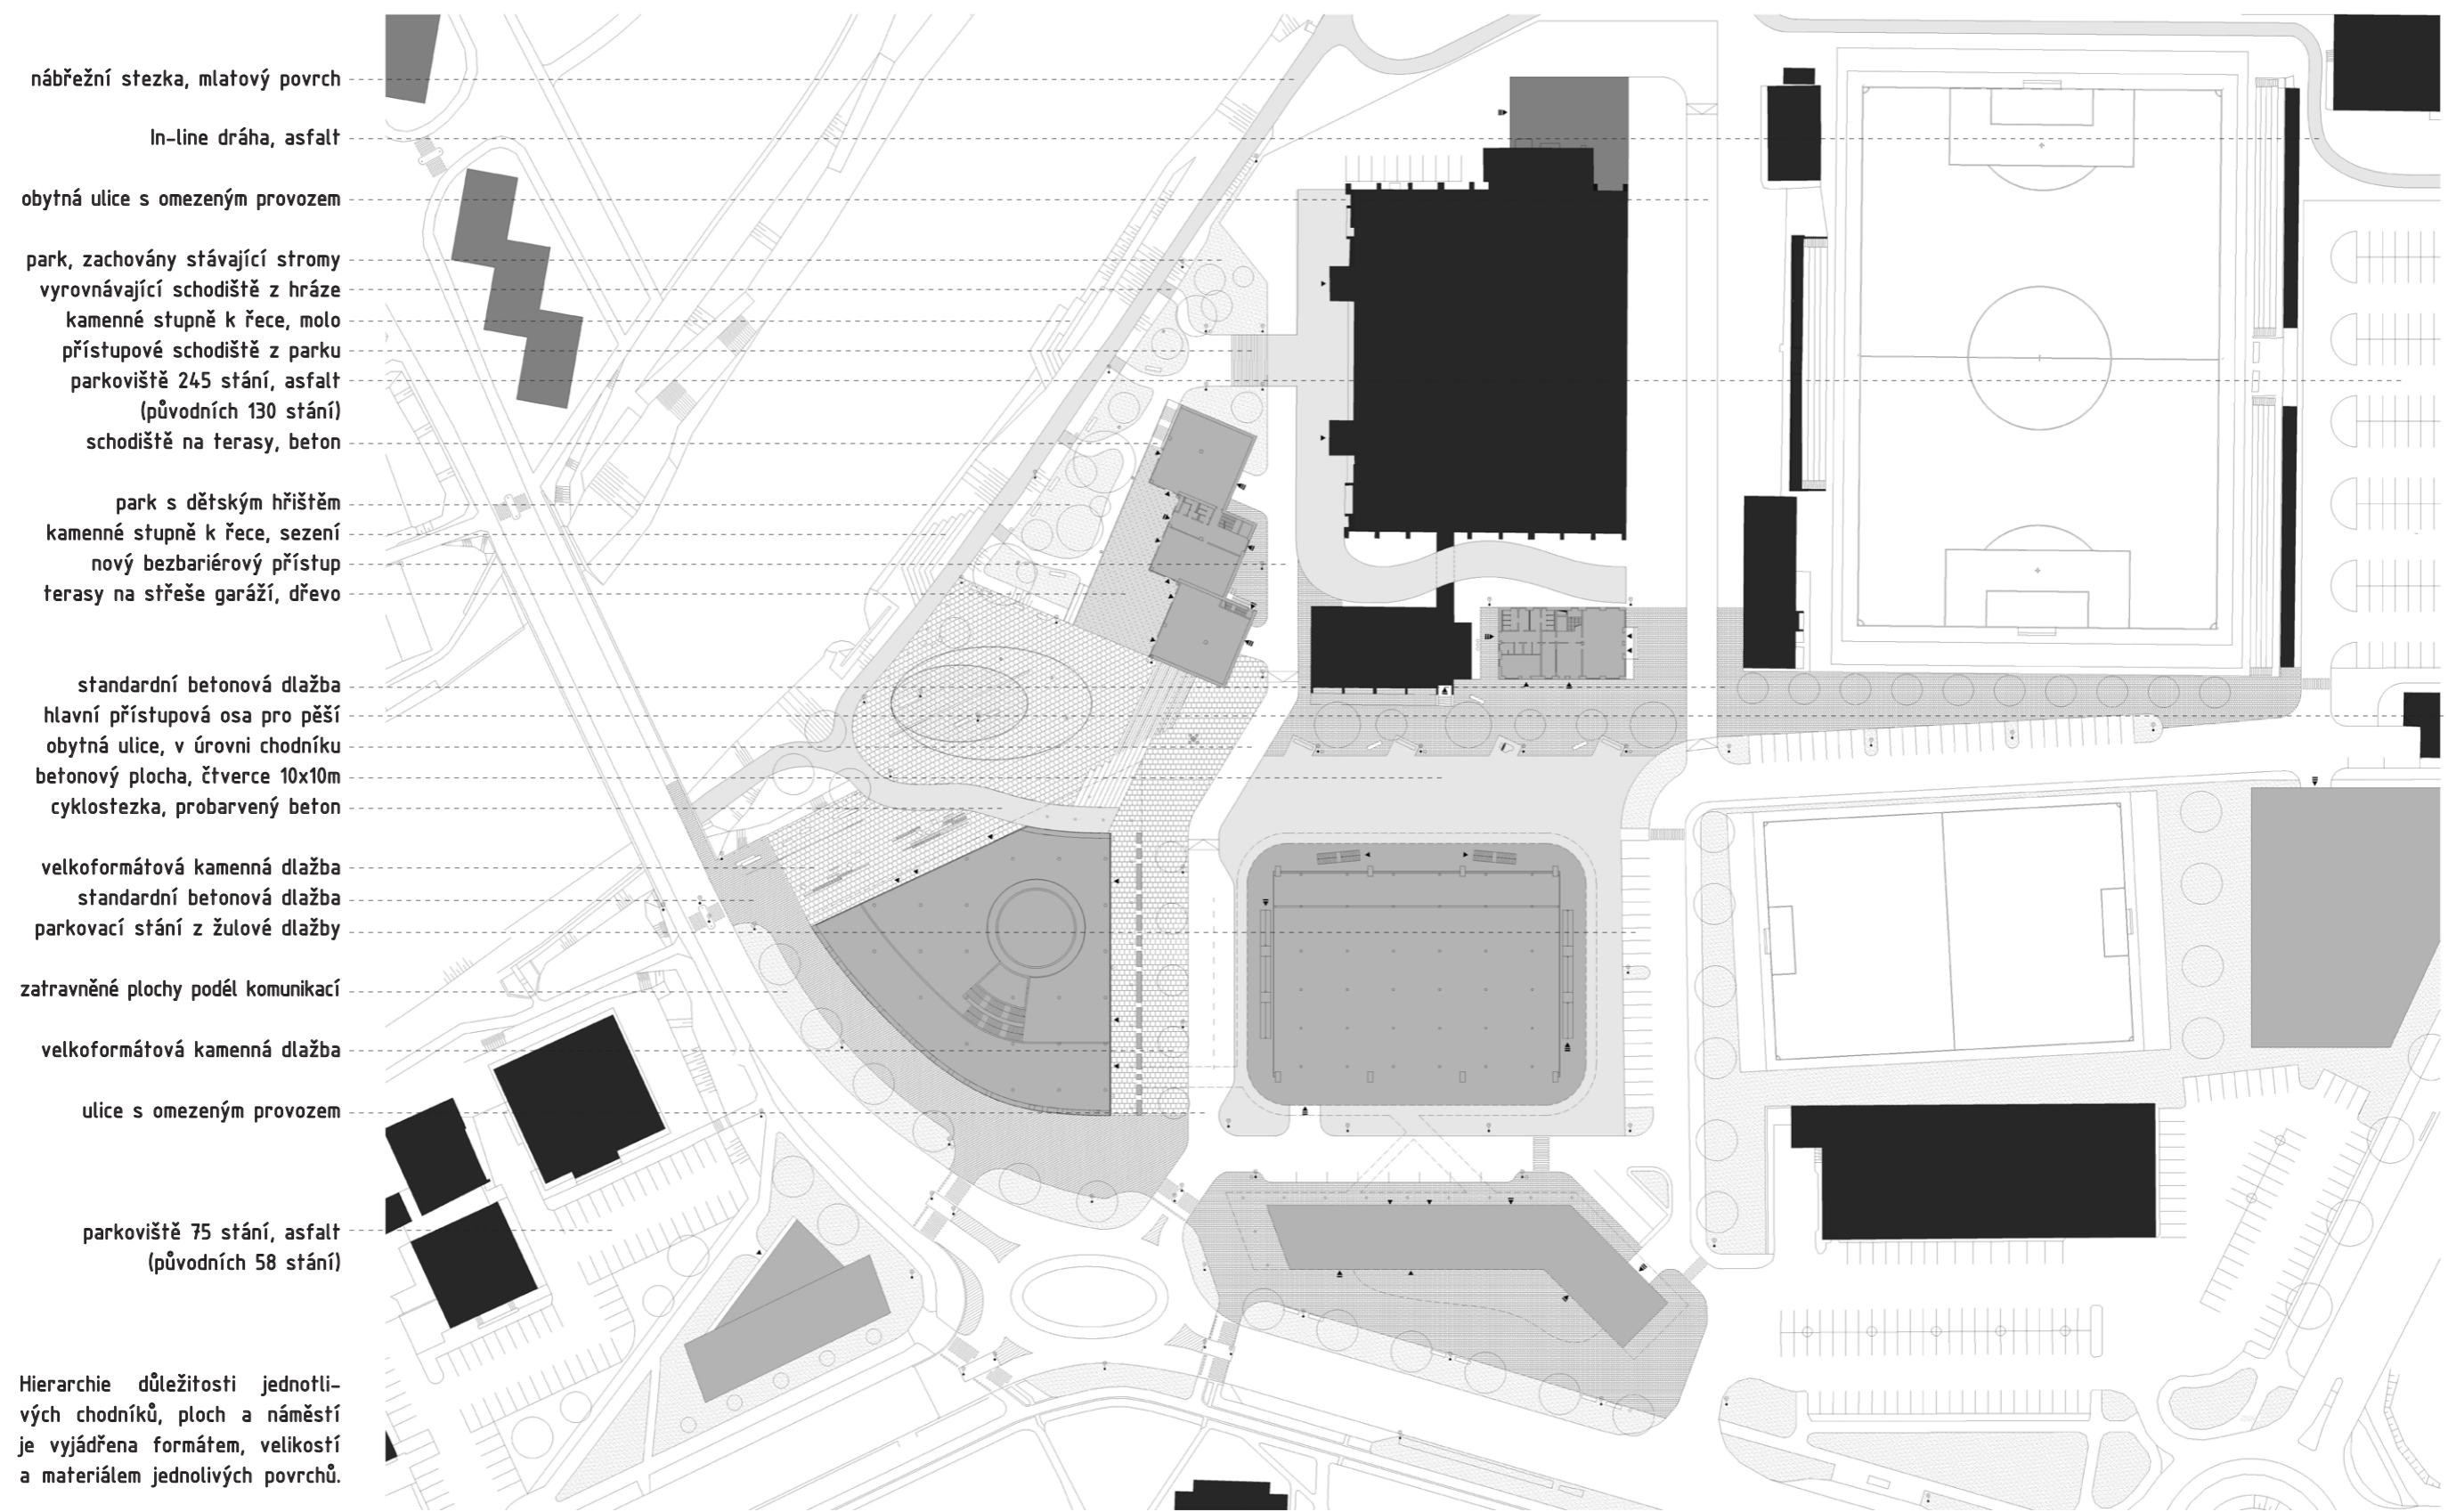 nábřežní stezka, mlatový povrch
In-line dráha, asfalt
obytná ulice s omezeným provozem
park, zachovány stávající stromy
vyrovnávající schodiště z hráze
kamenné stupně k řece, molo
přístupové schodiště z parku
parkoviště 245 stání, asfalt
(původních 130 stání)
schodiště na terasy, beton
park s dětským hřištěm
kamenné stupně k řece, sezení
nový bezbariérový přístup
terasy na střeše garáží, dřevo
standardní betonová dlažba
hlavní přístupová osa pro pěší
obytná ulice, v úrovni chodníku
betonový plocha, čtverce 10x10m
cyklostezka, probarvený beton
velkoformátová kamenná dlažba
standardní betonová dlažba
parkovací stání z žulové dlažby
zatravněné plochy podél komunikací
velkoformátová kamenná dlažba
ulice s omezeným provozem
parkoviště 75 stání, asfalt
(původních 58 stání)
Hierarchie důležitosti jednotli-
vých chodníků, ploch a náměstí
je vyjádřena formátem, velikostí
a materiálem jednolivých povrchů.